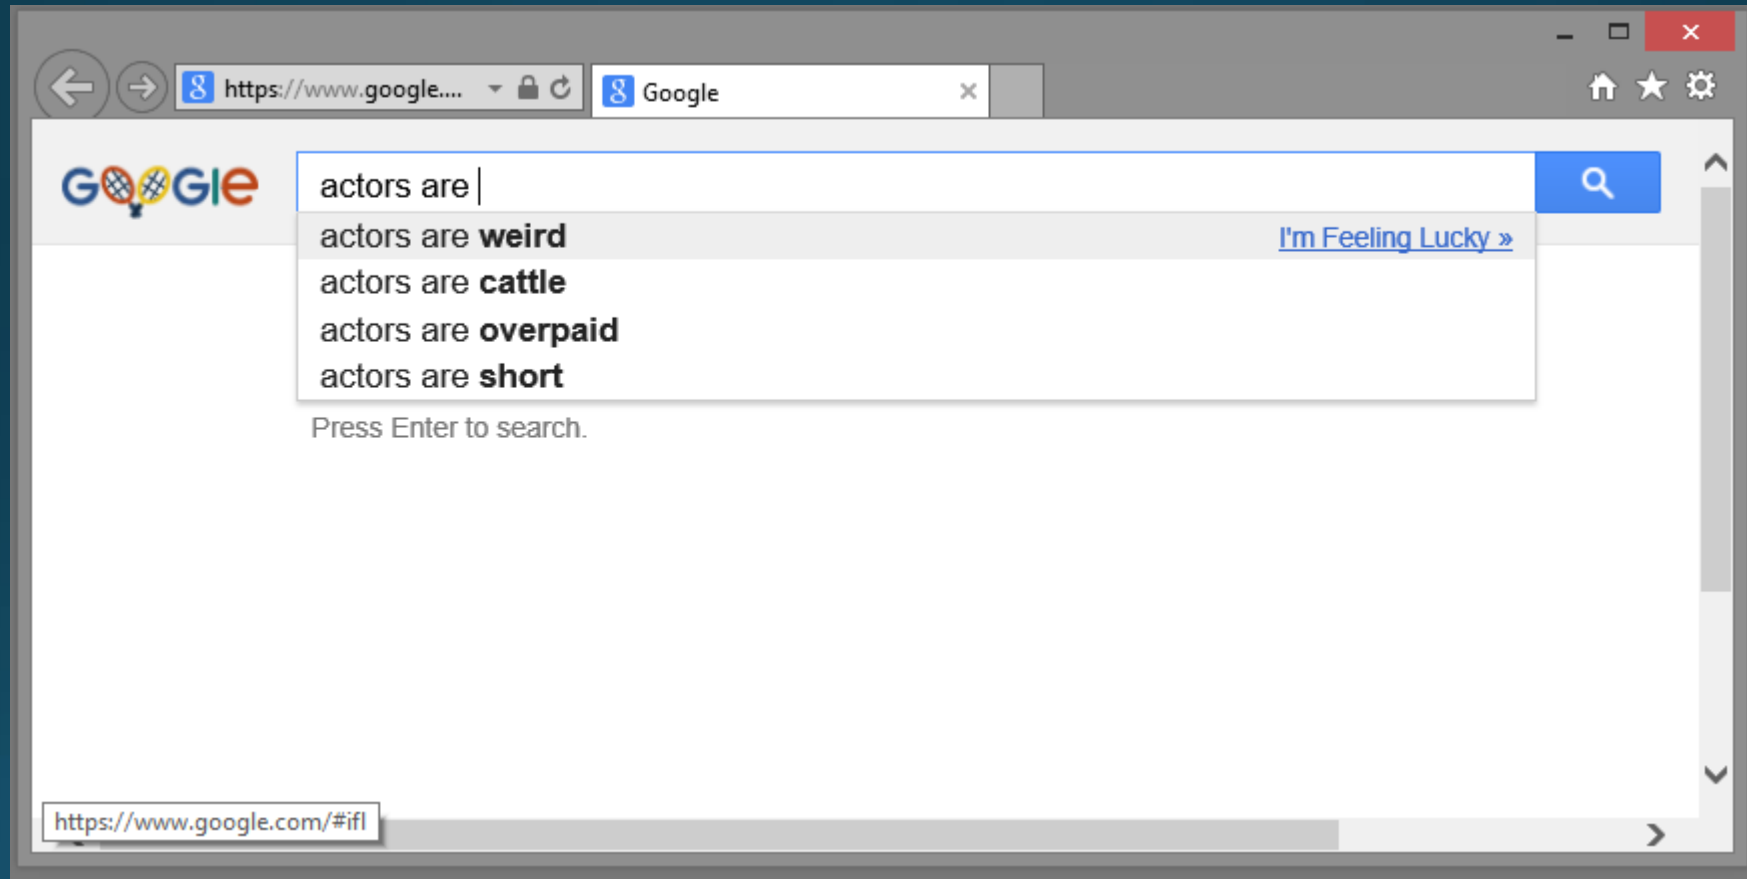 https://www.google....
Google
GOOGlE
actors are
actors are weird
I'm Feeling Lucky »
actors are cattle
actors are overpaid
actors are short
Press Enter to search.
https://www.google.com/#ifl